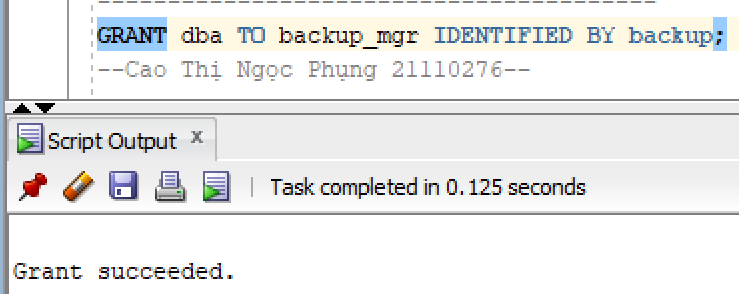 GRANT dba TO backup_mgr IDENTIFIED BY backup;
--Cao Thị Ngọc Phụng 21110276--
Script Output x
Task completed in 0.125 seconds
Grant succeeded.